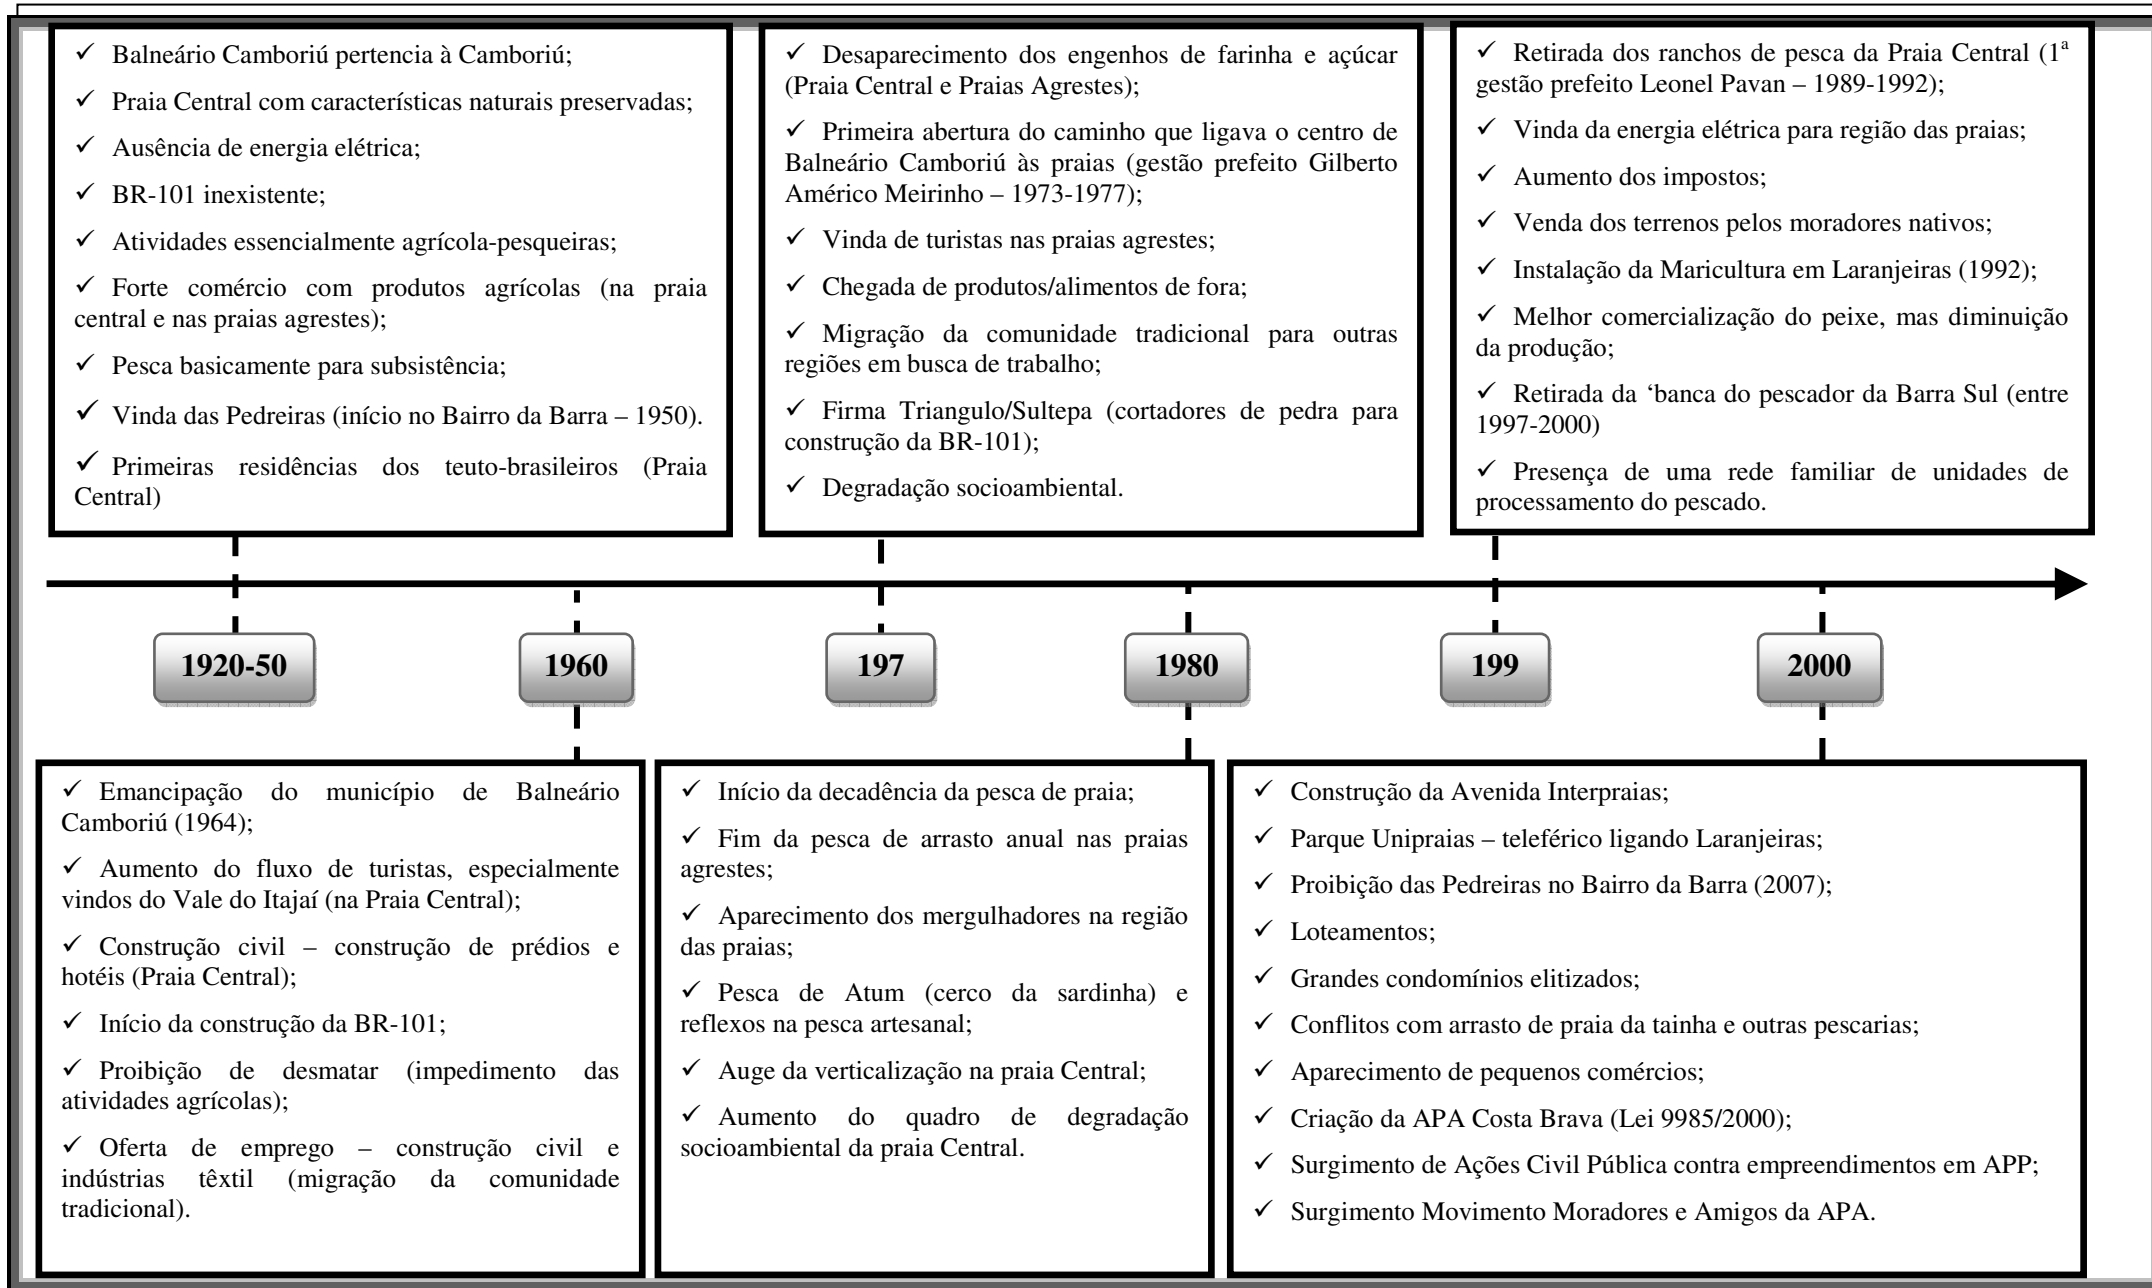 ✓ Balneário Camboriú pertencia à Camboriú;
✓ Praia Central com características naturais preservadas;
✓ Ausência de energia elétrica;
✓ BR-101 inexistente;
✓ Atividades essencialmente agrícola-pesqueiras;
✓ Forte comércio com produtos agrícolas (na praia
central e nas praias agrestes);
✓ Pesca basicamente para subsistência;
✓ Vinda das Pedreiras (início no Bairro da Barra – 1950).
✓ Primeiras residências dos teuto-brasileiros (Praia
Central)
✓ Desaparecimento dos engenhos de farinha e açúcar
(Praia Central e Praias Agrestes);
✓ Primeira abertura do caminho que ligava o centro de
Balneário Camboriú às praias (gestão prefeito Gilberto
Américo Meirinho – 1973-1977);
✓ Vinda de turistas nas praias agrestes;
✓ Chegada de produtos/alimentos de fora;
✓ Migração da comunidade tradicional para outras
regiões em busca de trabalho;
✓ Firma Triangulo/Sultepa (cortadores de pedra para
construção da BR-101);
✓ Degradação socioambiental.
✓ Retirada dos ranchos de pesca da Praia Central (1ª
gestão prefeito Leonel Pavan – 1989-1992);
✓ Vinda da energia elétrica para região das praias;
✓ Aumento dos impostos;
✓ Venda dos terrenos pelos moradores nativos;
✓ Instalação da Maricultura em Laranjeiras (1992);
✓ Melhor comercialização do peixe, mas diminuição
da produção;
✓ Retirada da ‘banca do pescador da Barra Sul (entre
1997-2000)
✓ Presença de uma rede familiar de unidades de
processamento do pescado.
1920-50
1960
197
1980
199
2000
✓ Emancipação do município de Balneário
Camboriú (1964);
✓ Aumento do fluxo de turistas, especialmente
vindos do Vale do Itajaí (na Praia Central);
✓ Construção civil – construção de prédios e
hotéis (Praia Central);
✓ Início da construção da BR-101;
✓ Proibição de desmatar (impedimento das
atividades agrícolas);
✓ Oferta de emprego – construção civil e
indústrias têxtil (migração da comunidade
tradicional).
✓ Início da decadência da pesca de praia;
✓ Fim da pesca de arrasto anual nas praias
agrestes;
✓ Aparecimento dos mergulhadores na região
das praias;
✓ Pesca de Atum (cerco da sardinha) e
reflexos na pesca artesanal;
✓ Auge da verticalização na praia Central;
✓ Aumento do quadro de degradação
socioambiental da praia Central.
✓ Construção da Avenida Interpraias;
✓ Parque Unipraias – teleférico ligando Laranjeiras;
✓ Proibição das Pedreiras no Bairro da Barra (2007);
✓ Loteamentos;
✓ Grandes condomínios elitizados;
✓ Conflitos com arrasto de praia da tainha e outras pescarias;
✓ Aparecimento de pequenos comércios;
✓ Criação da APA Costa Brava (Lei 9985/2000);
✓ Surgimento de Ações Civil Pública contra empreendimentos em APP;
✓ Surgimento Movimento Moradores e Amigos da APA.